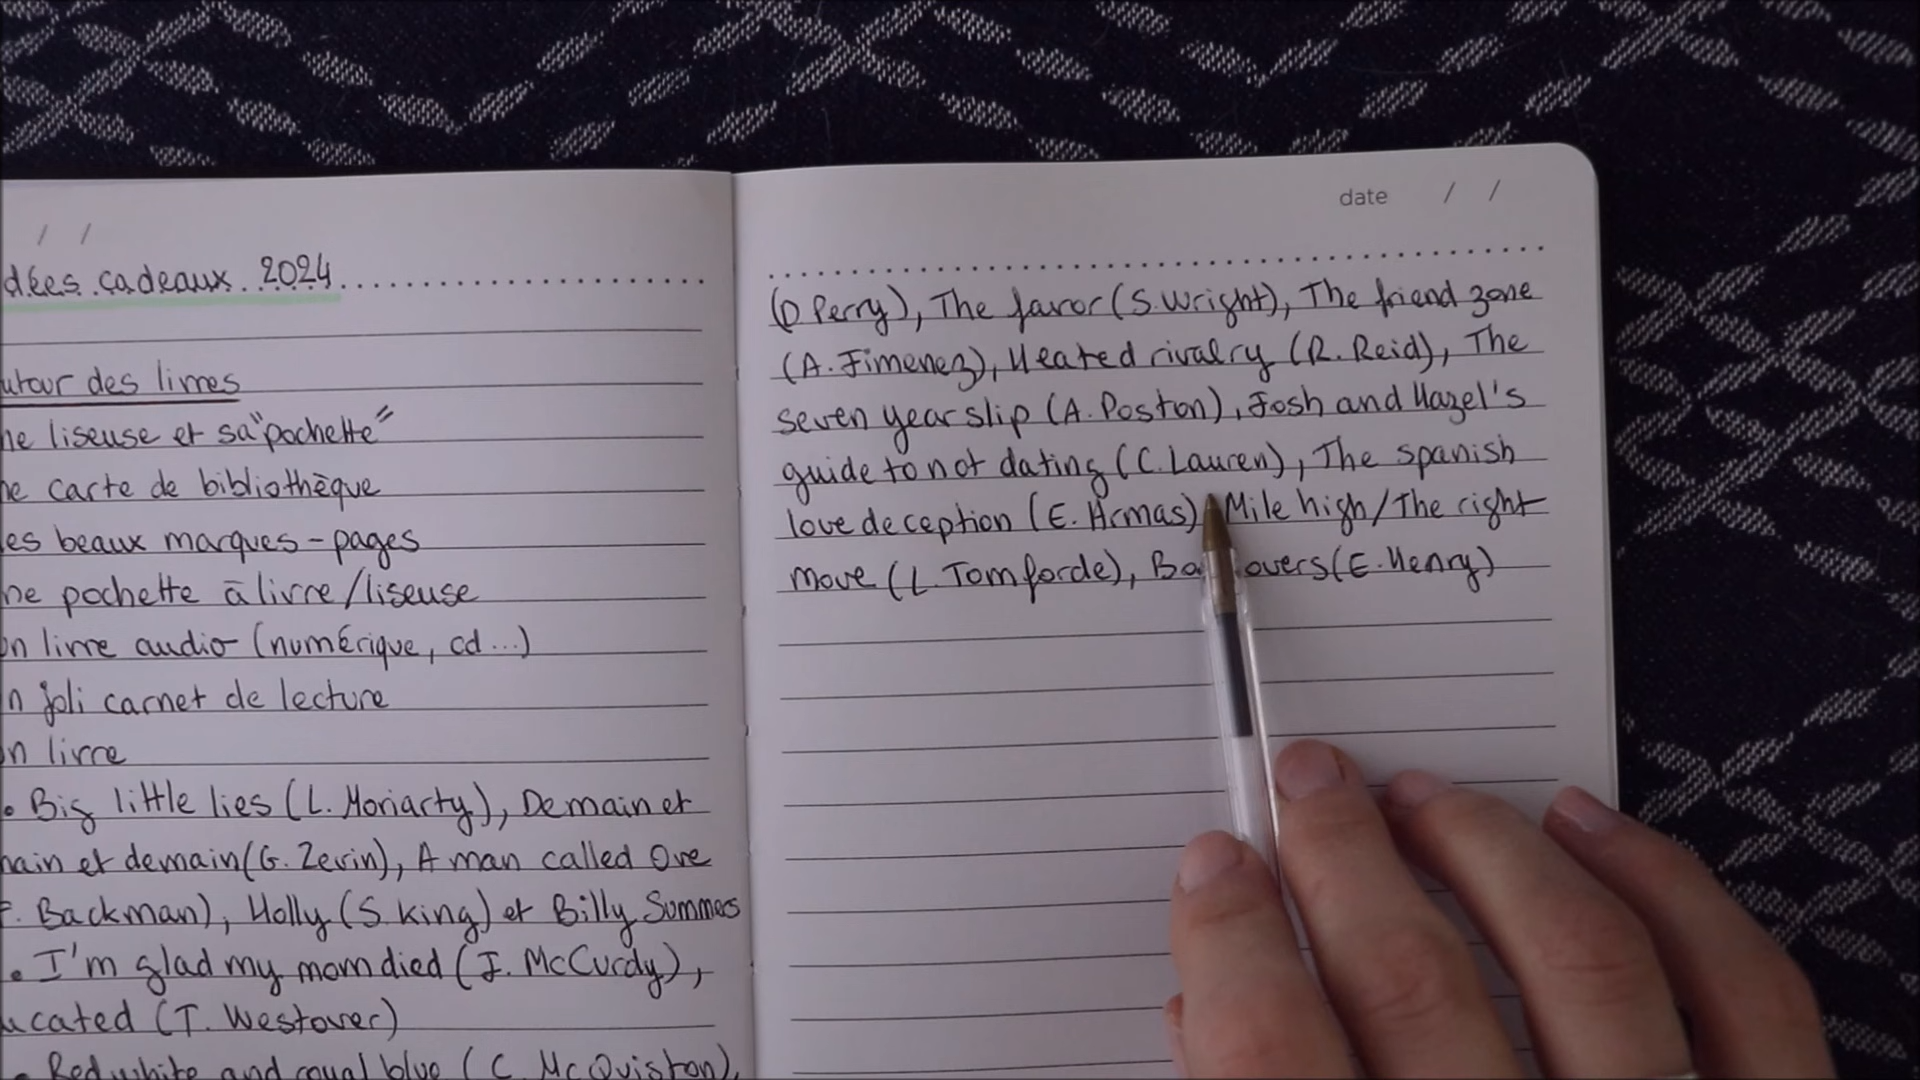 / /
dées cadeaux 2024
utour des livres
ne liseuse et sa "pochette"
ne carte de bibliothèque
es beaux marques-pages
ne pochette à livre/liseuse
on livre audio (numérique, cd...)
n joli carnet de lecture
on livre
• Big little lies (L. Moriarty), Demain et
main et demain (G. Zevin), A man called Ove
F. Backman), Holly (S. King) et Billy Summers
• I'm glad my mom died (J. McCurdy),
ucated (T. Westover)
• Red white and royal blue (C. McQuiston),
date / /
(D Perry), The favor (S. Wright), The friend zone
(A. Jimenez), Heated rivalry (R. Reid), The
seven year slip (A. Poston), Josh and Hazel's
guide to not dating (C. Lauren), The spanish
love deception (E. Armas), Mile high/The right
move (L. Tomforde), Bo overs (E. Henry)